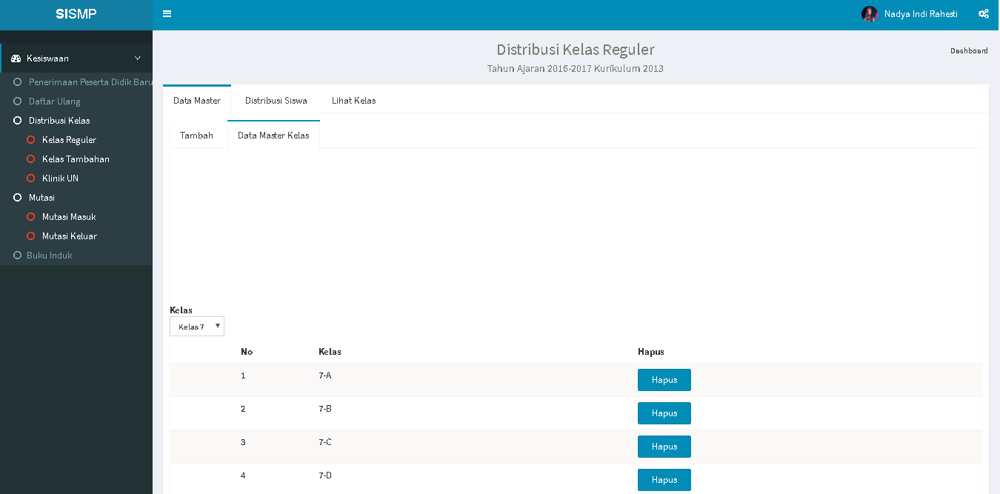 SISMP
Nadya Indi Rahesti
Kesiswaan
Penerimaan Peserta Didik Baru
Daftar Ulang
Distribusi Kelas
Kelas Reguler
Kelas Tambahan
Klinik UN
Mutasi
Mutasi Masuk
Mutasi Keluar
Buku Induk
Distribusi Kelas Reguler
Tahun Ajaran 2016-2017 Kurikulum 2013
Dashboard
Data Master Distribusi Siswa Lihat Kelas
Tambah Data Master Kelas
Kelas
Kelas 7
No Kelas Hapus
1 7-A Hapus
2 7-B Hapus
3 7-C Hapus
4 7-D Hapus